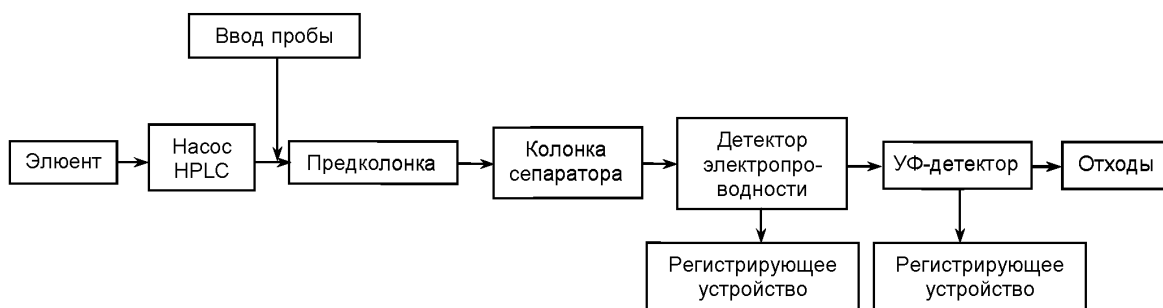 Ввод пробы
Элюент
Насос
HPLC
Предколонка
Колонка
сепаратора
Детектор
электропро-
водности
УФ-детектор
Отходы
Регистрирующее
устройство
Регистрирующее
устройство